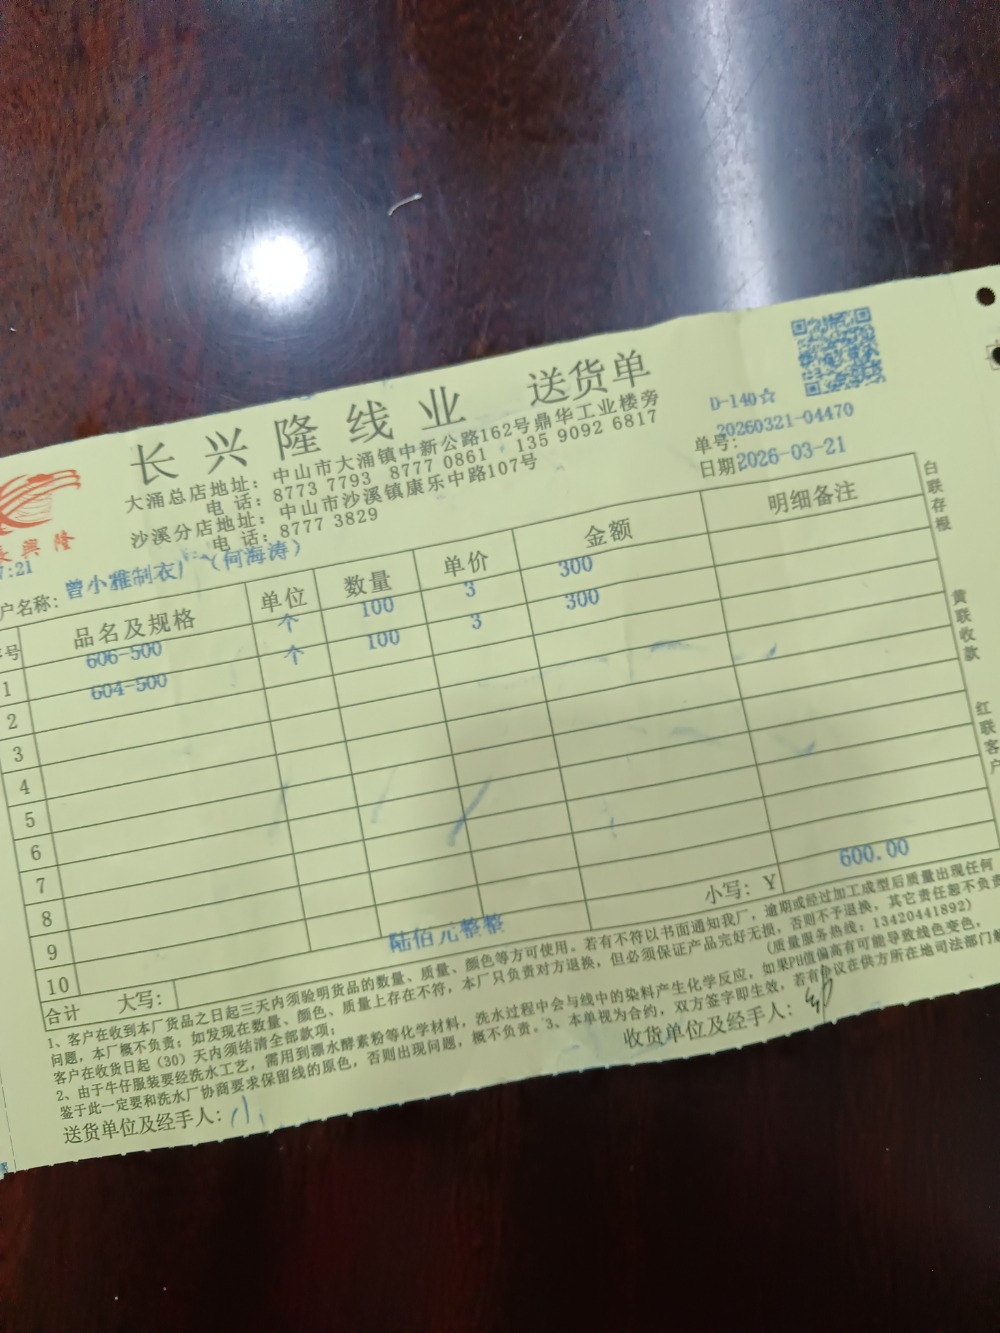 长兴隆线业 送货单
D-140☆
大涌总店地址：中山市大涌镇中新公路162号鼎华工业楼旁
电话：8773 7793 8777 0861 135 9092 6817
单号：20260321-04470
沙溪分店地址：中山市沙溪镇康乐中路107号
电话：8777 3829
日期 2026-03-21
興隆
7:21
户名称：曾小雅制衣厂（何海涛）
号 品名及规格 单位 数量 单价 金额 明细备注
1 606-500 个 100 3 300
2 604-500 个 100 3 300
3
4
5
6
7
8
9
10
合计 大写：陆佰元整整 小写：￥600.00
1、客户在收到本厂货品之日起三天内须验明货品的数量、质量、颜色等方可使用。若有不符以书面通知我厂，逾期或经过加工成型后质量出现任何
问题，本厂概不负责；如发现在数量、颜色、质量上存在不符，本厂只负责对方退换，但必须保证产品完好无损，否则不予退换，其它责任恕不负责
客户在收货日起（30）天内须结清全部款项；（质量服务热线：13420441892）
2、由于牛仔服装要经洗水工艺，需用到漂水酵素粉等化学材料，洗水过程中会与线中的染料产生化学反应，如果PH值偏高有可能导致线色变色，
鉴于此一定要和洗水厂协商要求保留线的原色，否则出现问题，概不负责。3、本单视为合约，双方签字即生效，若有争议在供方所在地司法部门
送货单位及经手人：小
收货单位及经手人：
白联存根
黄联收款
红联客户